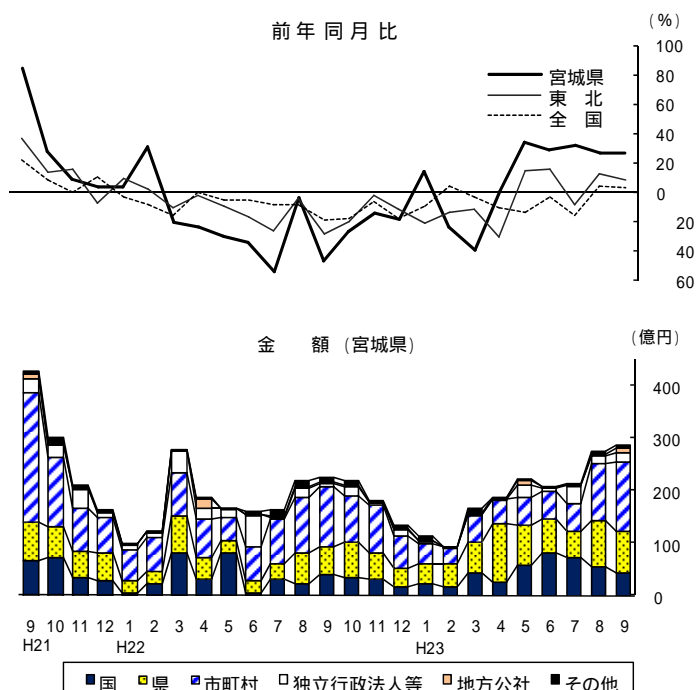 前年同月比
(%)
100
80
60
40
20
0
20
40
60
宮城県
東 北
全 国
金 額 (宮城県)
(億円)
400
300
200
100
0
9 10 11 12 1 2 3 4 5 6 7 8 9 10 11 12 1 2 3 4 5 6 7 8 9
H21 H22 H23
国 県 市町村 独立行政法人等 地方公社 その他